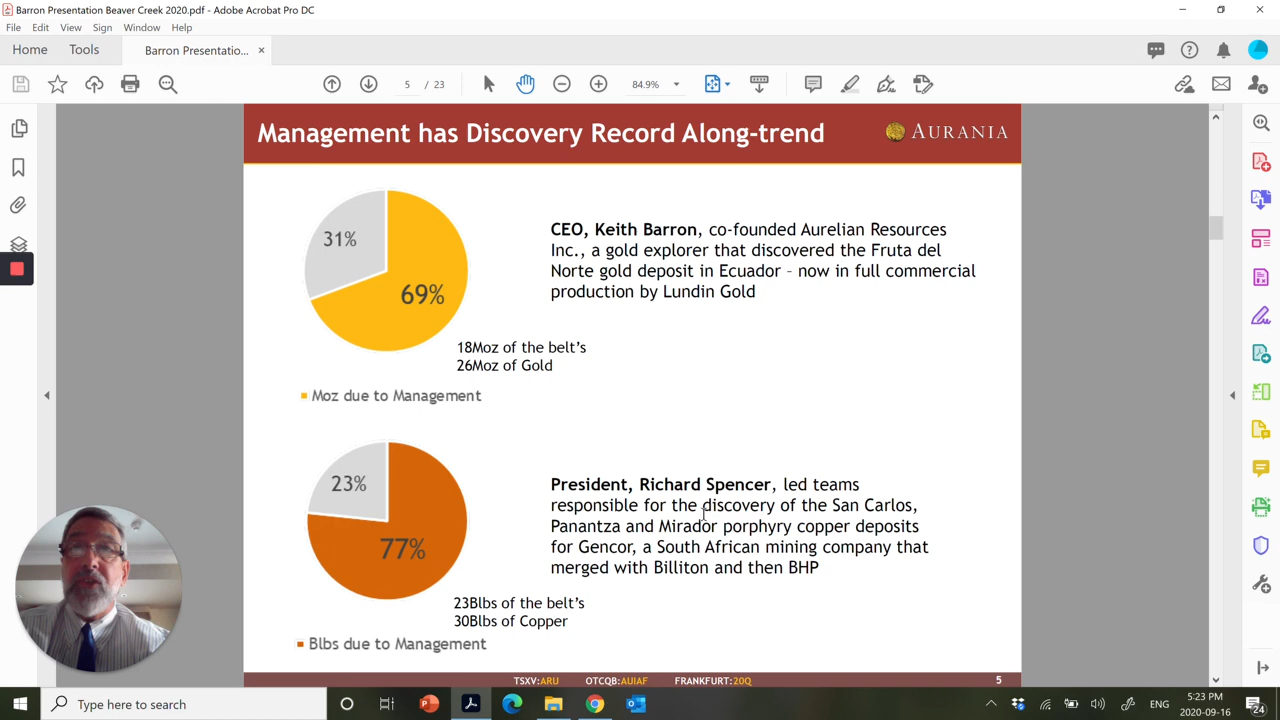 Barron Presentation Beaver Creek 2020.pdf - Adobe Acrobat Pro DC
File Edit View Sign Window Help
Home Tools Barron Presentatio... ×
5 / 23 84.9%
Management has Discovery Record Along-trend
AURANIA
31%
69%
18Moz of the belt's
26Moz of Gold
Moz due to Management
CEO, Keith Barron, co-founded Aurelian Resources
Inc., a gold explorer that discovered the Fruta del
Norte gold deposit in Ecuador – now in full commercial
production by Lundin Gold
23%
77%
23Blbs of the belt's
30Blbs of Copper
Blbs due to Management
President, Richard Spencer, led teams
responsible for the discovery of the San Carlos,
Panantza and Mirador porphyry copper deposits
for Gencor, a South African mining company that
merged with Billiton and then BHP
TSXV:ARU OTCQB:AUIAF FRANKFURT:20Q 5
Type here to search
ENG
5:23 PM
2020-09-16
24